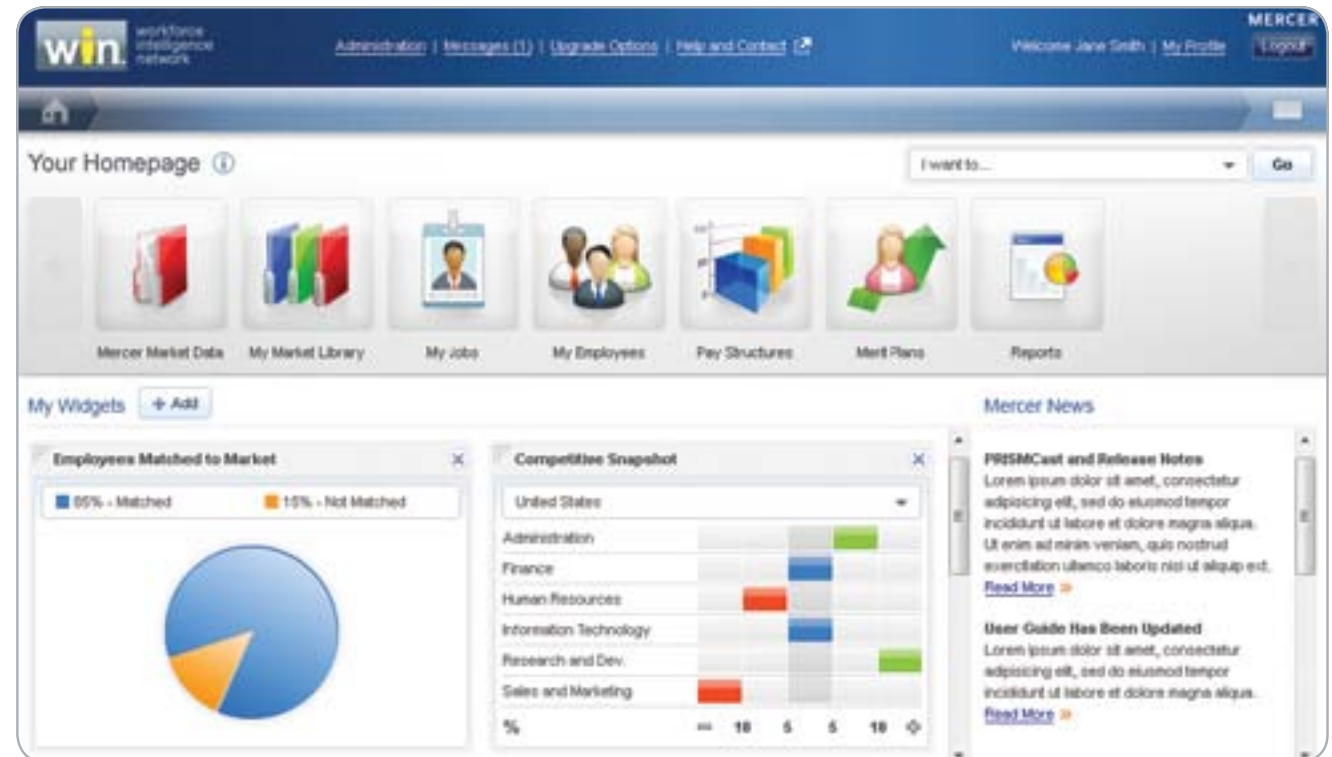 MERCER
win workforce intelligence network
Administration | Messages (1) | Upgrade Options | Help and Contact
Welcome Jane Smith | My Profile
Logout
Your Homepage
I want to...
Go
Mercer Market Data
My Market Library
My Jobs
My Employees
Pay Structures
Merit Plans
Reports
My Widgets
+ Add
Employees Matched to Market
85% - Matched
15% - Not Matched
Competitive Snapshot
United States
Administration
Finance
Human Resources
Information Technology
Research and Dev.
Sales and Marketing
% 10 5 5 10
Mercer News
PRISMCast and Release Notes
Lorem ipsum dolor sit amet, consectetur
adipisicing elit, sed do eiusmod tempor
incididunt ut labore et dolore magna aliqua.
Ut enim ad minim veniam, quis nostrud
exercitation ullamco laboris nisi ut aliquip ext.
Read More »
User Guide Has Been Updated
Lorem ipsum dolor sit amet, consectetur
adipisicing elit, sed do eiusmod tempor
incididunt ut labore et dolore magna aliqua.
Read More »